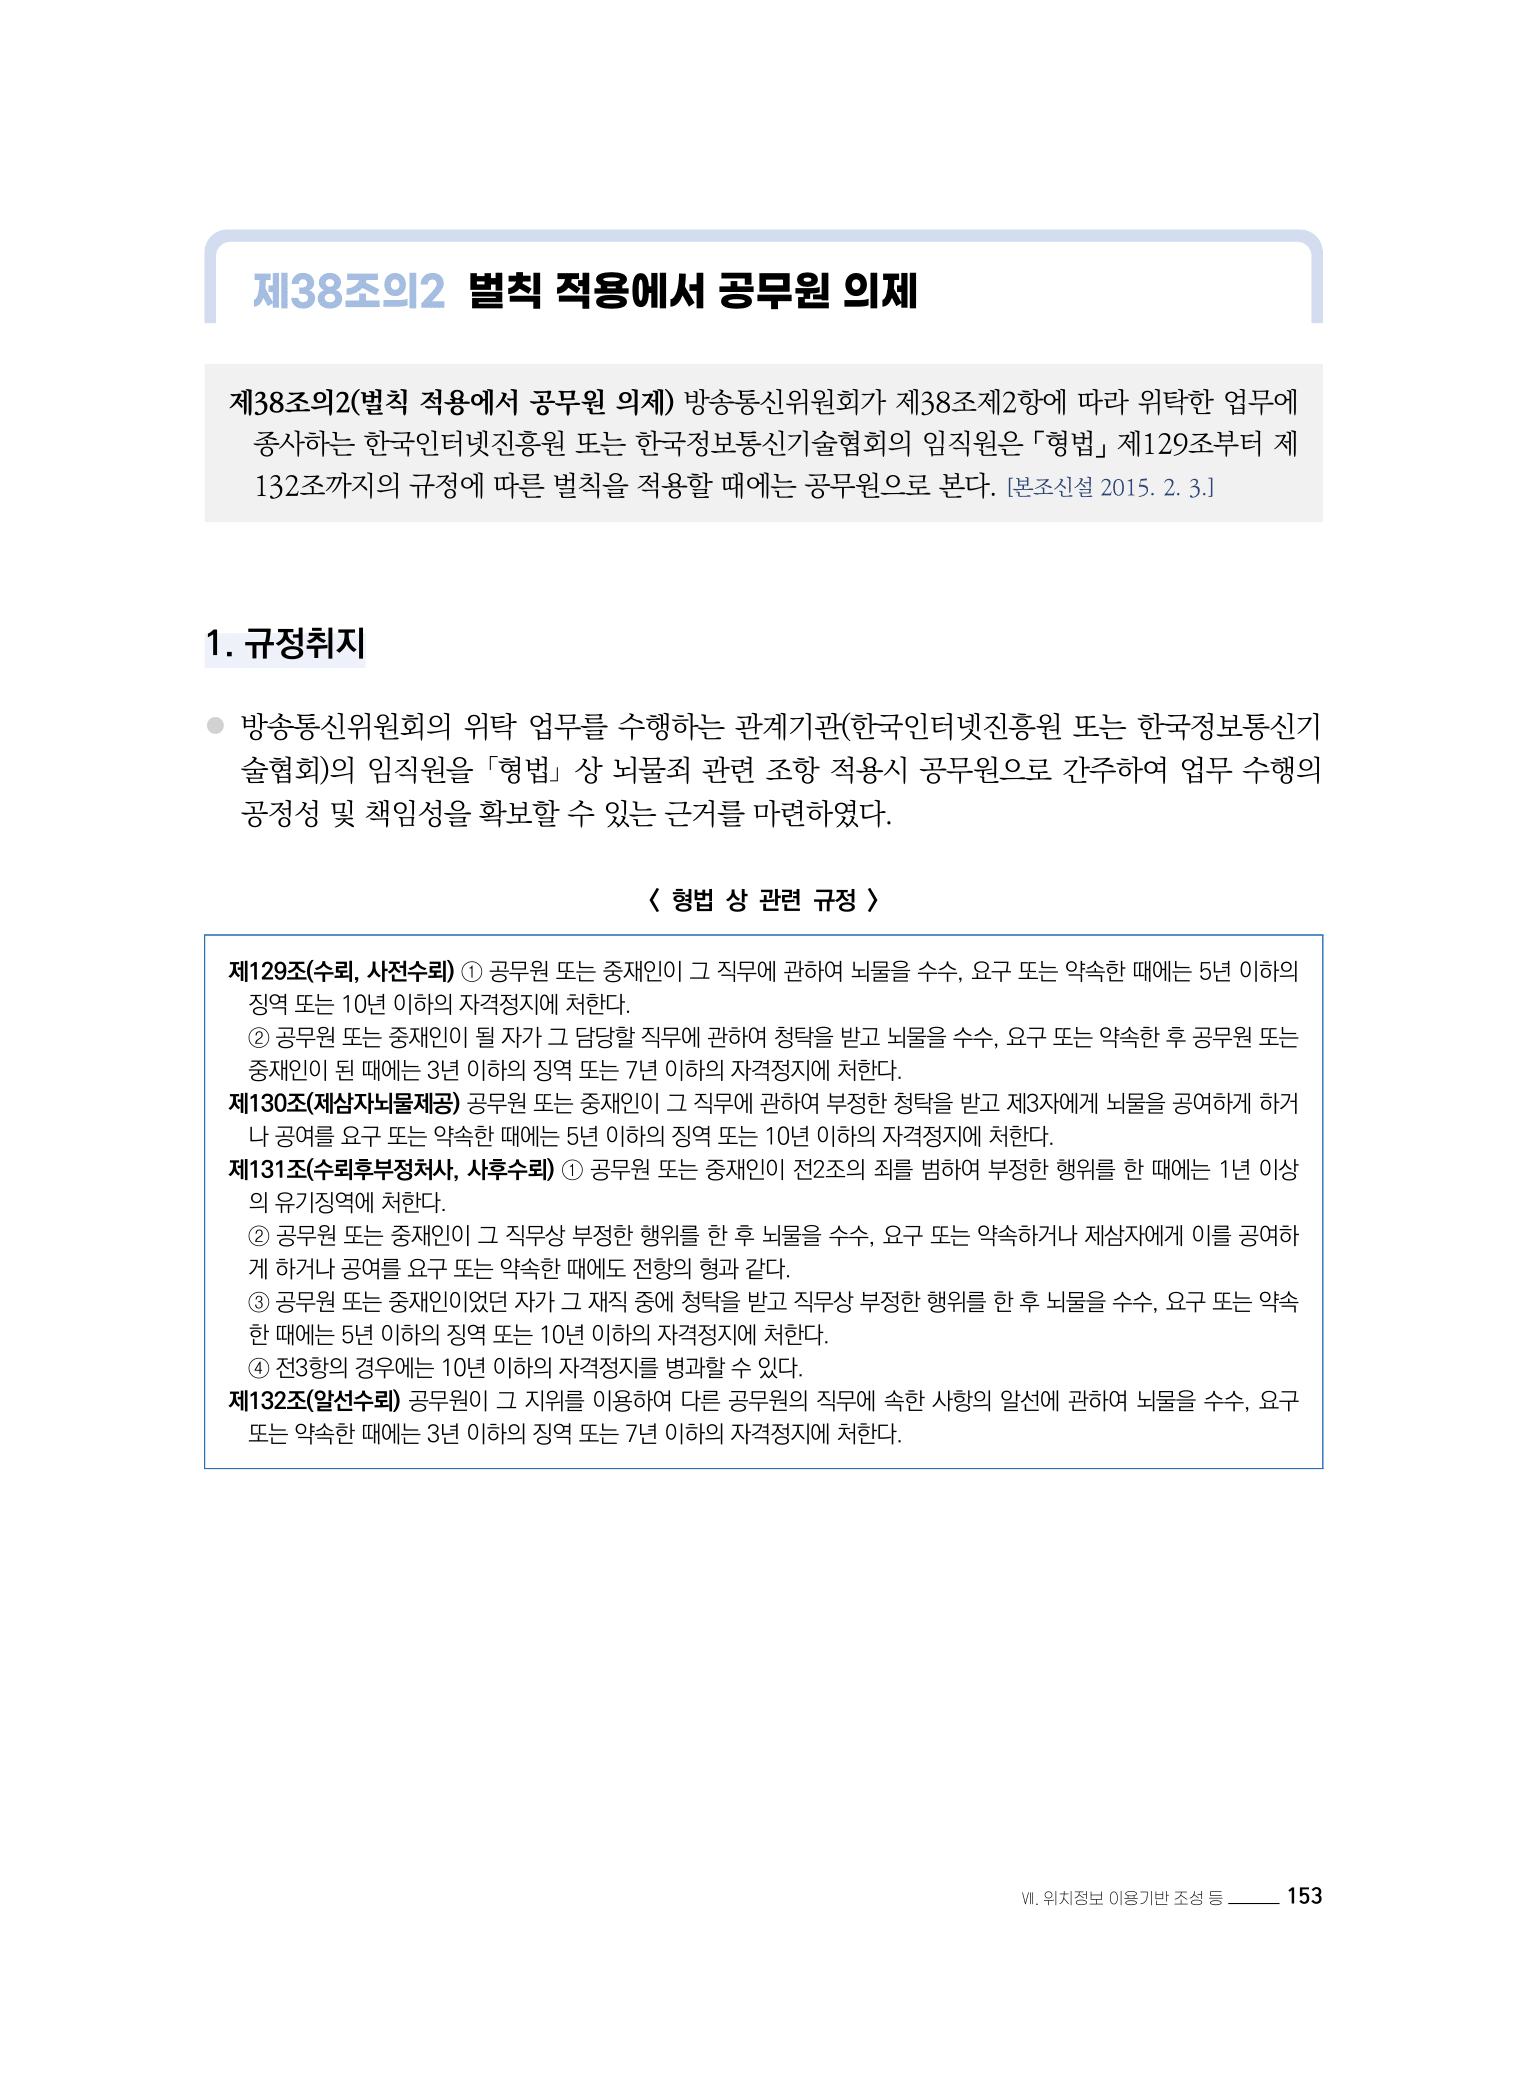 제38조의2 벌칙 적용에서 공무원 의제
제38조의2(벌칙 적용에서 공무원 의제) 방송통신위원회가 제38조제2항에 따라 위탁한 업무에
종사하는 한국인터넷진흥원 또는 한국정보통신기술협회의 임직원은 「형법」 제129조부터 제
132조까지의 규정에 따른 벌칙을 적용할 때에는 공무원으로 본다. [본조신설 2015. 2. 3.]
1. 규정취지
● 방송통신위원회의 위탁 업무를 수행하는 관계기관(한국인터넷진흥원 또는 한국정보통신기
술협회)의 임직원을 「형법」 상 뇌물죄 관련 조항 적용시 공무원으로 간주하여 업무 수행의
공정성 및 책임성을 확보할 수 있는 근거를 마련하였다.
〈 형법 상 관련 규정 〉
제129조(수뢰, 사전수뢰) ① 공무원 또는 중재인이 그 직무에 관하여 뇌물을 수수, 요구 또는 약속한 때에는 5년 이하의
징역 또는 10년 이하의 자격정지에 처한다.
② 공무원 또는 중재인이 될 자가 그 담당할 직무에 관하여 청탁을 받고 뇌물을 수수, 요구 또는 약속한 후 공무원 또는
중재인이 된 때에는 3년 이하의 징역 또는 7년 이하의 자격정지에 처한다.
제130조(제삼자뇌물제공) 공무원 또는 중재인이 그 직무에 관하여 부정한 청탁을 받고 제3자에게 뇌물을 공여하게 하거
나 공여를 요구 또는 약속한 때에는 5년 이하의 징역 또는 10년 이하의 자격정지에 처한다.
제131조(수뢰후부정처사, 사후수뢰) ① 공무원 또는 중재인이 전2조의 죄를 범하여 부정한 행위를 한 때에는 1년 이상
의 유기징역에 처한다.
② 공무원 또는 중재인이 그 직무상 부정한 행위를 한 후 뇌물을 수수, 요구 또는 약속하거나 제삼자에게 이를 공여하
게 하거나 공여를 요구 또는 약속한 때에도 전항의 형과 같다.
③ 공무원 또는 중재인이었던 자가 그 재직 중에 청탁을 받고 직무상 부정한 행위를 한 후 뇌물을 수수, 요구 또는 약속
한 때에는 5년 이하의 징역 또는 10년 이하의 자격정지에 처한다.
④ 전3항의 경우에는 10년 이하의 자격정지를 병과할 수 있다.
제132조(알선수뢰) 공무원이 그 지위를 이용하여 다른 공무원의 직무에 속한 사항의 알선에 관하여 뇌물을 수수, 요구
또는 약속한 때에는 3년 이하의 징역 또는 7년 이하의 자격정지에 처한다.
Ⅶ. 위치정보 이용기반 조성 등 153